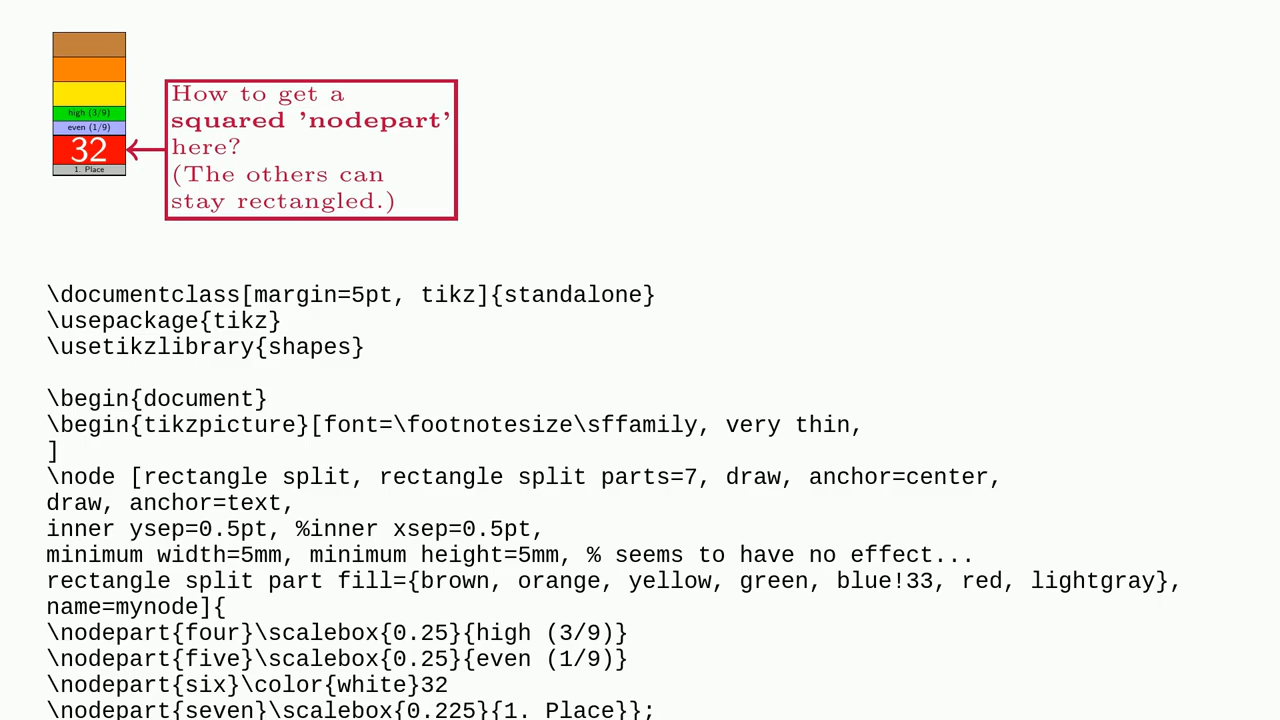 high (3/9)
even (1/9)
32
1. Place
How to get a
squared 'nodepart'
here?
(The others can
stay rectangled.)
\documentclass[margin=5pt, tikz]{standalone}
\usepackage{tikz}
\usetikzlibrary{shapes}
\begin{document}
\begin{tikzpicture}[font=\footnotesize\sffamily, very thin,
]
\node [rectangle split, rectangle split parts=7, draw, anchor=center,
draw, anchor=text,
inner ysep=0.5pt, %inner xsep=0.5pt,
minimum width=5mm, minimum height=5mm, % seems to have no effect...
rectangle split part fill={brown, orange, yellow, green, blue!33, red, lightgray},
name=mynode]{
\nodepart{four}\scalebox{0.25}{high (3/9)}
\nodepart{five}\scalebox{0.25}{even (1/9)}
\nodepart{six}\color{white}32
\nodepart{seven}\scalebox{0.225}{1. Place}};